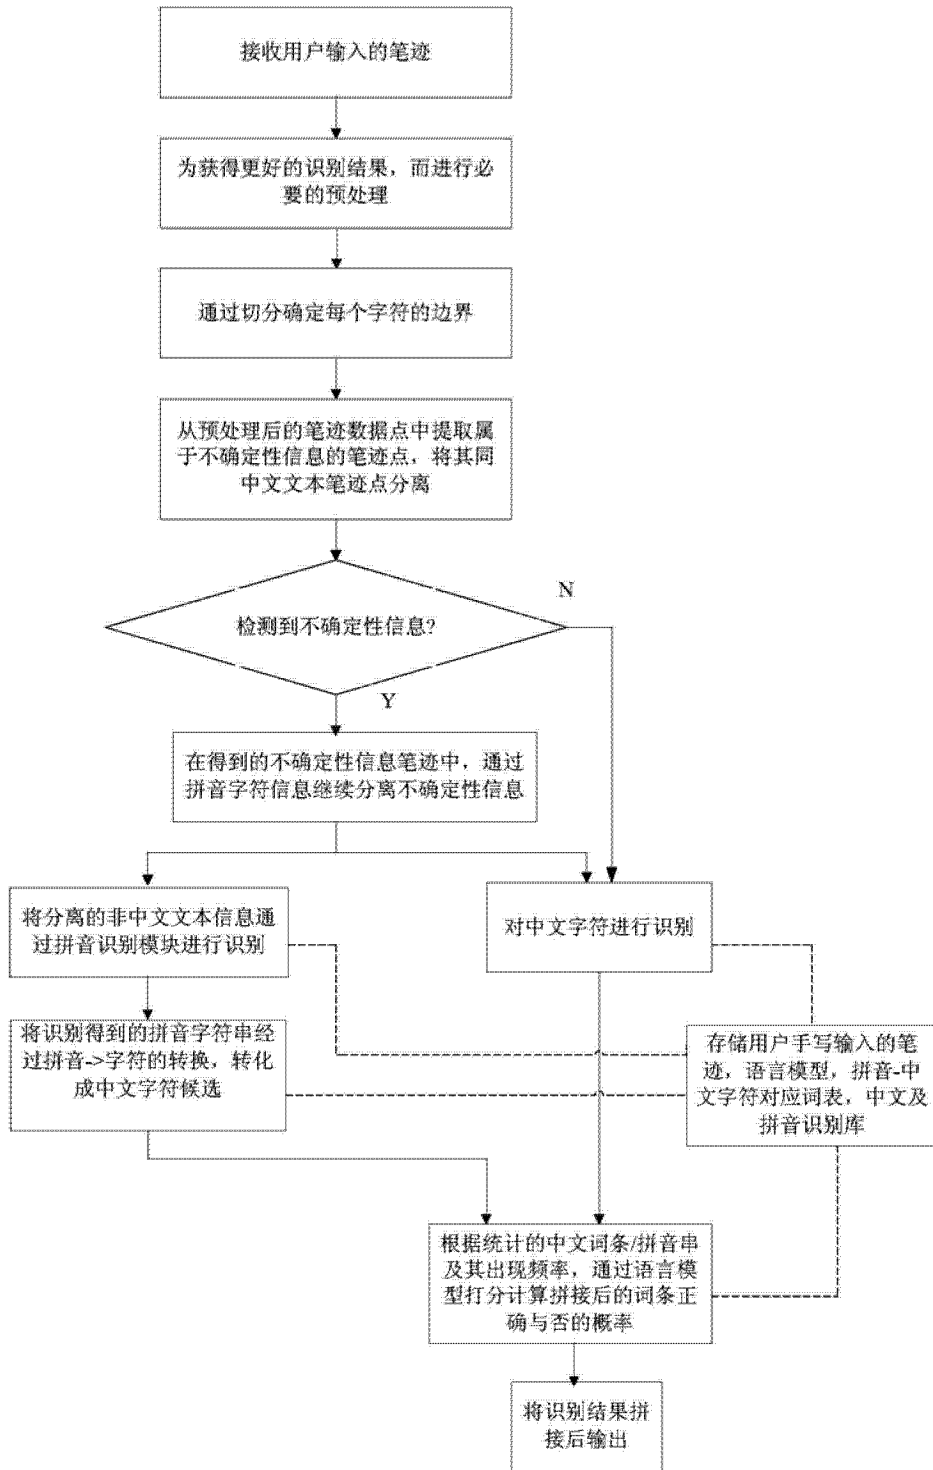 接收用户输入的笔迹
为获得更好的识别结果，而进行必
要的预处理
通过切分确定每个字符的边界
从预处理后的笔迹数据点中提取属
于不确定性信息的笔迹点，将其同
中文文本笔迹点分离
N
检测到不确定性信息?
Y
在得到的不确定性信息笔迹中，通过
拼音字符信息继续分离不确定性信息
将分离的非中文文本信息通
过拼音识别模块进行识别
对中文字符进行识别
将识别得到的拼音字符串经
过拼音->字符的转换，转化
成中文字符候选
存储用户手写输入的笔
迹，语言模型，拼音-中
文字符对应词表，中文及
拼音识别库
根据统计的中文词条/拼音串
及其出现频率，通过语言模
型打分计算拼接后的词条正
确与否的概率
将识别结果拼
接后输出